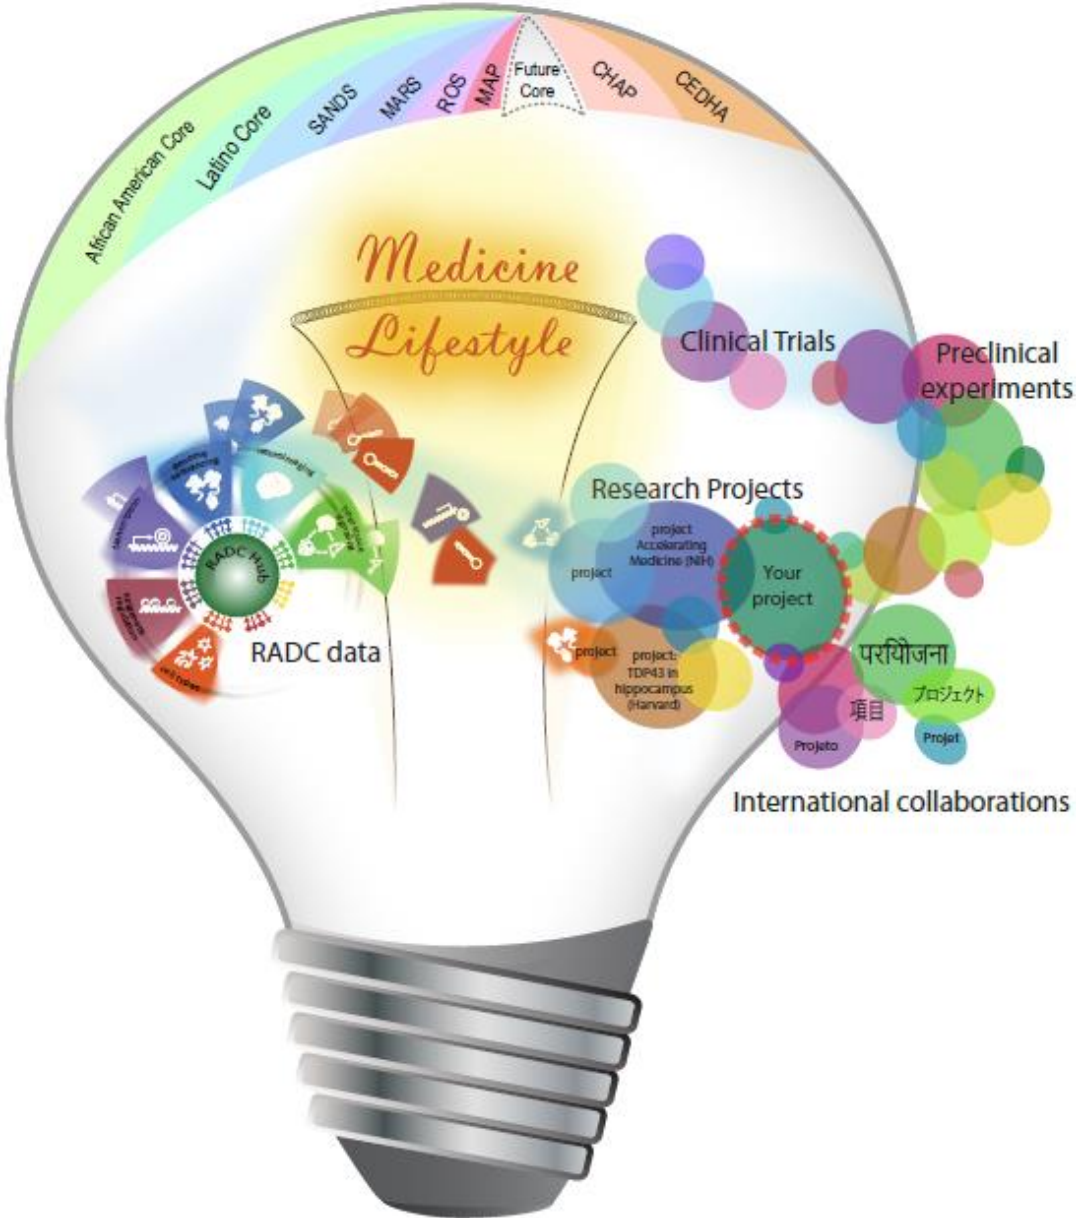 African American Core
Latino Core
SANDS
MARS
ROS
MAP
Future
Core
CHAP
CEDHA
Medicine
Lifestyle
Clinical Trials
Preclinical
experiments
Research Projects
project
Accelerating
Medicine (NIH)
project
Your
project
RADC Hub
RADC data
project
project:
TDP43 in
hippocampus
(Harvard)
परियोजना
プロジェクト
項目
Projeto
Projet
International collaborations